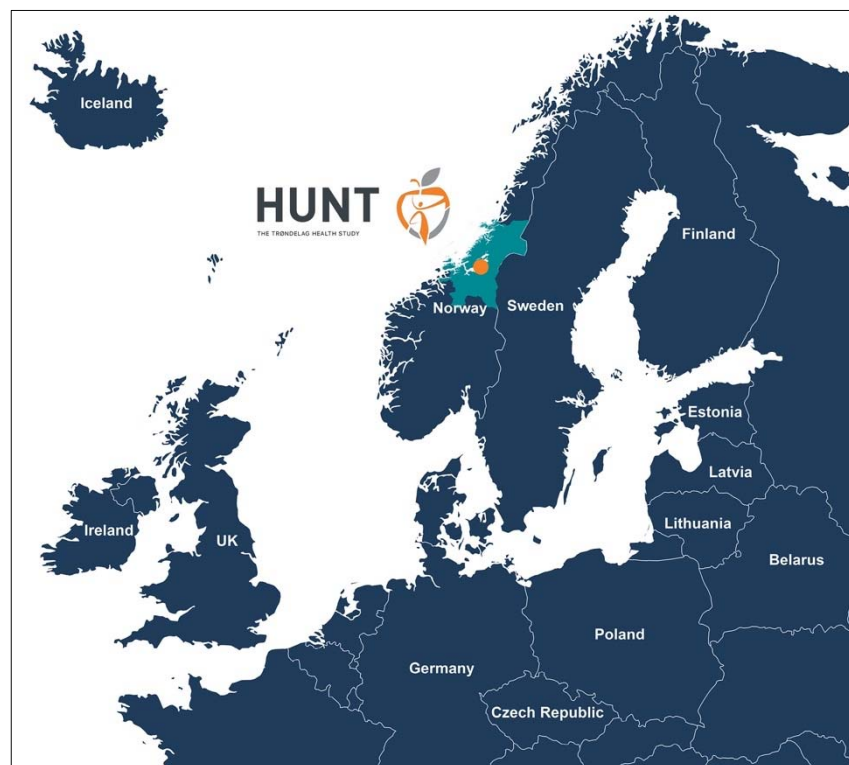 Iceland
HUNT
THE TRØNDELAG HEALTH STUDY
Finland
Norway
Sweden
Estonia
Latvia
Lithuania
Ireland
UK
Belarus
Poland
Germany
Czech Republic